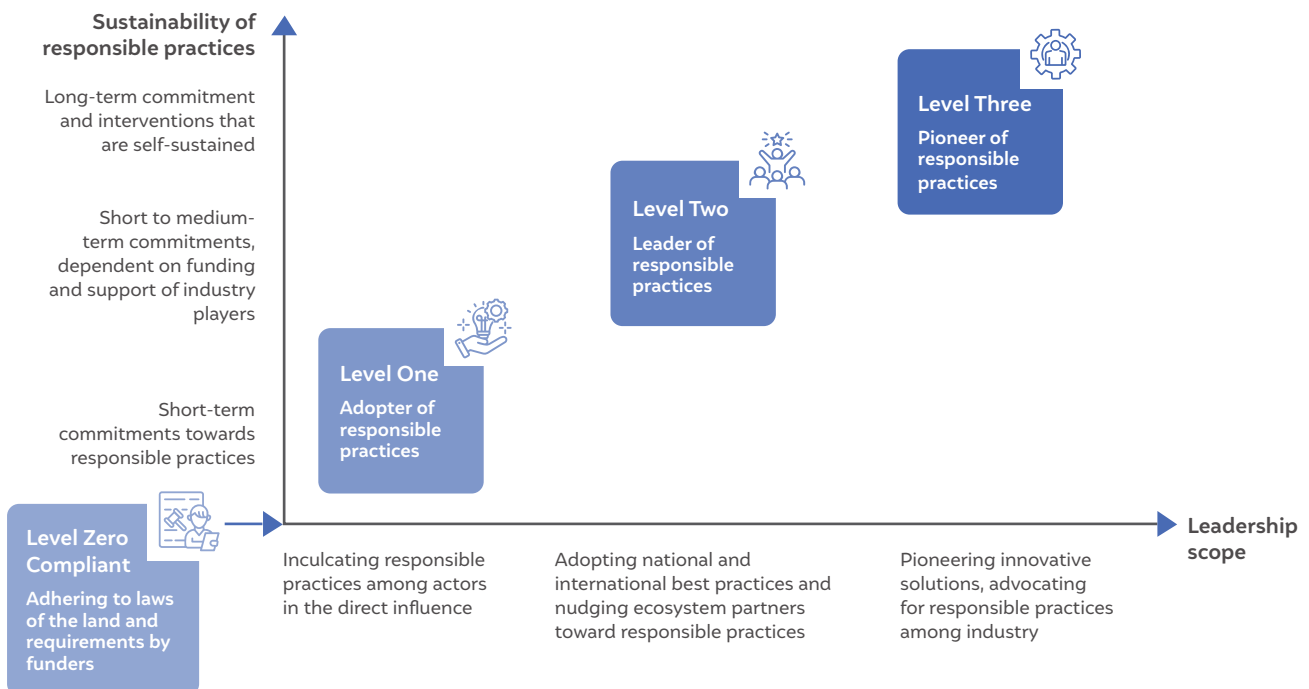 Sustainability of
responsible practices
Long-term commitment
and interventions that
are self-sustained
Short to medium-
term commitments,
dependent on funding
and support of industry
players
Short-term
commitments towards
responsible practices
Level Three
Pioneer of
responsible
practices
Level Two
Leader of
responsible
practices
Level One
Adopter of
responsible
practices
Level Zero
Compliant
Adhering to laws
of the land and
requirements by
funders
Inculcating responsible
practices among actors
in the direct influence
Adopting national and
international best practices and
nudging ecosystem partners
toward responsible practices
Pioneering innovative
solutions, advocating
for responsible practices
among industry
Leadership
scope